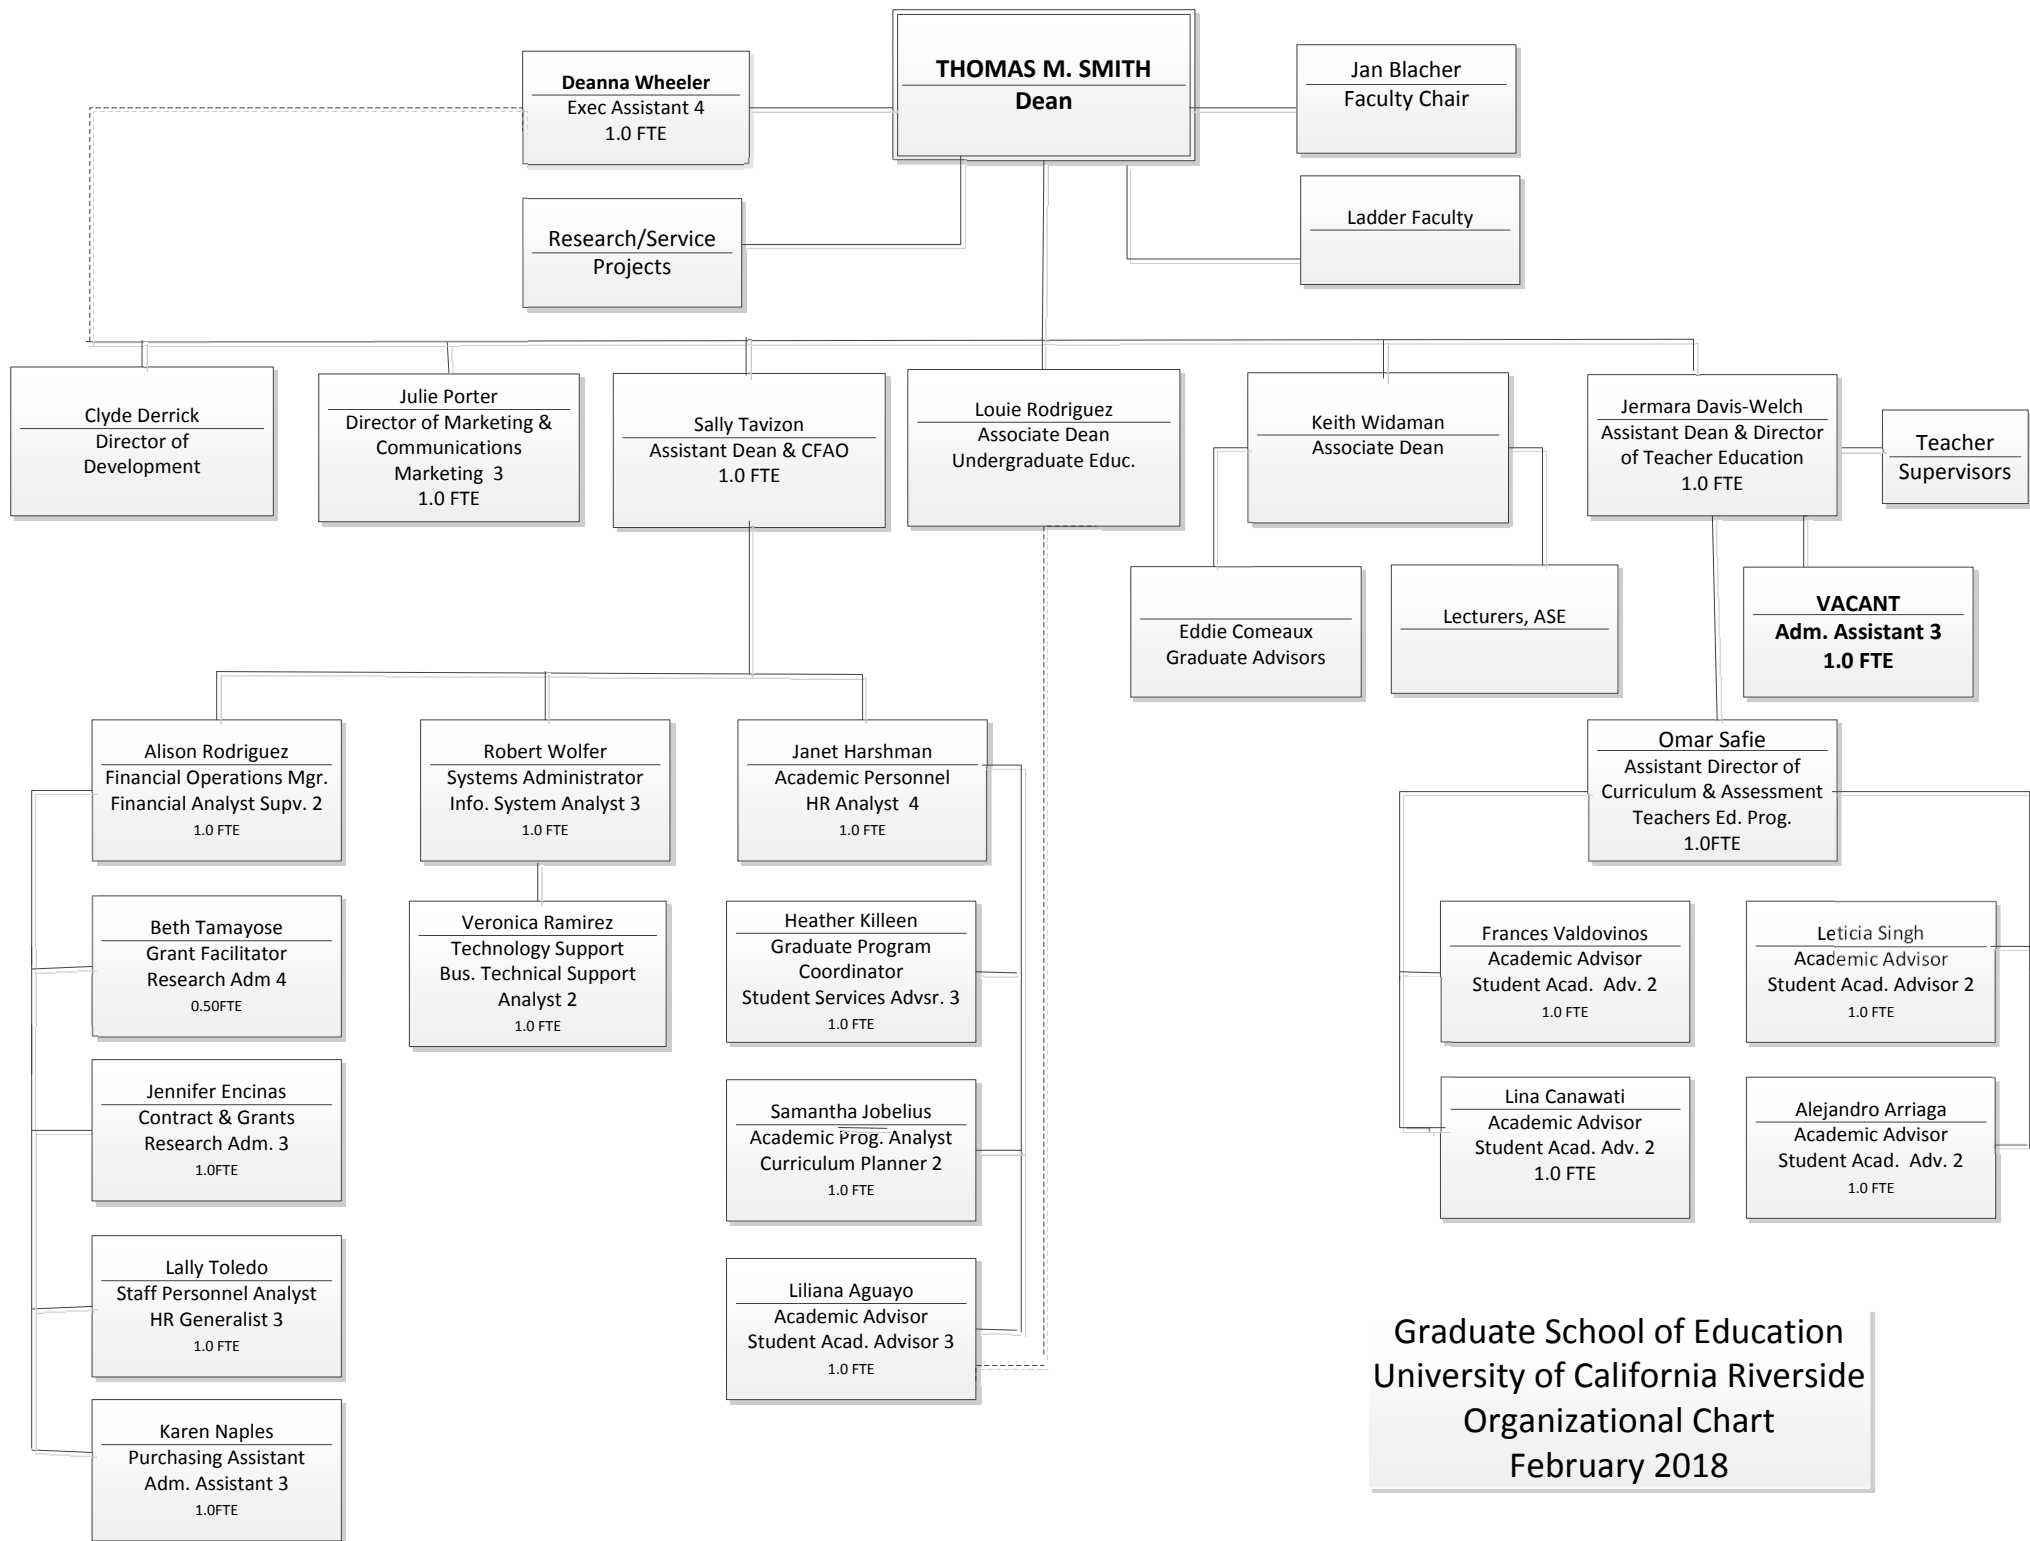 THOMAS M. SMITH
Dean
Deanna Wheeler
Exec Assistant 4
1.0 FTE
Jan Blacher
Faculty Chair
Research/Service
Projects
Ladder Faculty
Clyde Derrick
Director of
Development
Julie Porter
Director of Marketing &
Communications
Marketing  3
1.0 FTE
Sally Tavizon
Assistant Dean & CFAO
1.0 FTE
Louie Rodriguez
Associate Dean
Undergraduate Educ.
Keith Widaman
Associate Dean
Jermara Davis-Welch
Assistant Dean & Director
of Teacher Education
1.0 FTE
Teacher
Supervisors
Eddie Comeaux
Graduate Advisors
Lecturers, ASE
VACANT
Adm. Assistant 3
1.0 FTE
Alison Rodriguez
Financial Operations Mgr.
Financial Analyst Supv. 2
1.0 FTE
Robert Wolfer
Systems Administrator
Info. System Analyst 3
1.0 FTE
Janet Harshman
Academic Personnel
HR Analyst  4
1.0 FTE
Omar Safie
Assistant Director of
Curriculum & Assessment
Teachers Ed. Prog.
1.0FTE
Beth Tamayose
Grant Facilitator
Research Adm 4
0.50FTE
Veronica Ramirez
Technology Support
Bus. Technical Support
Analyst 2
1.0 FTE
Heather Killeen
Graduate Program
Coordinator
Student Services Advsr. 3
1.0 FTE
Frances Valdovinos
Academic Advisor
Student Acad.  Adv. 2
1.0 FTE
Leticia Singh
Academic Advisor
Student Acad. Advisor 2
1.0 FTE
Jennifer Encinas
Contract & Grants
Research Adm. 3
1.0FTE
Samantha Jobelius
Academic Prog. Analyst
Curriculum Planner 2
1.0 FTE
Lina Canawati
Academic Advisor
Student Acad. Adv. 2
1.0 FTE
Alejandro Arriaga
Academic Advisor
Student Acad.  Adv. 2
1.0 FTE
Lally Toledo
Staff Personnel Analyst
HR Generalist 3
1.0 FTE
Liliana Aguayo
Academic Advisor
Student Acad. Advisor 3
1.0 FTE
Karen Naples
Purchasing Assistant
Adm. Assistant 3
1.0FTE
Graduate School of Education
University of California Riverside
Organizational Chart
February 2018